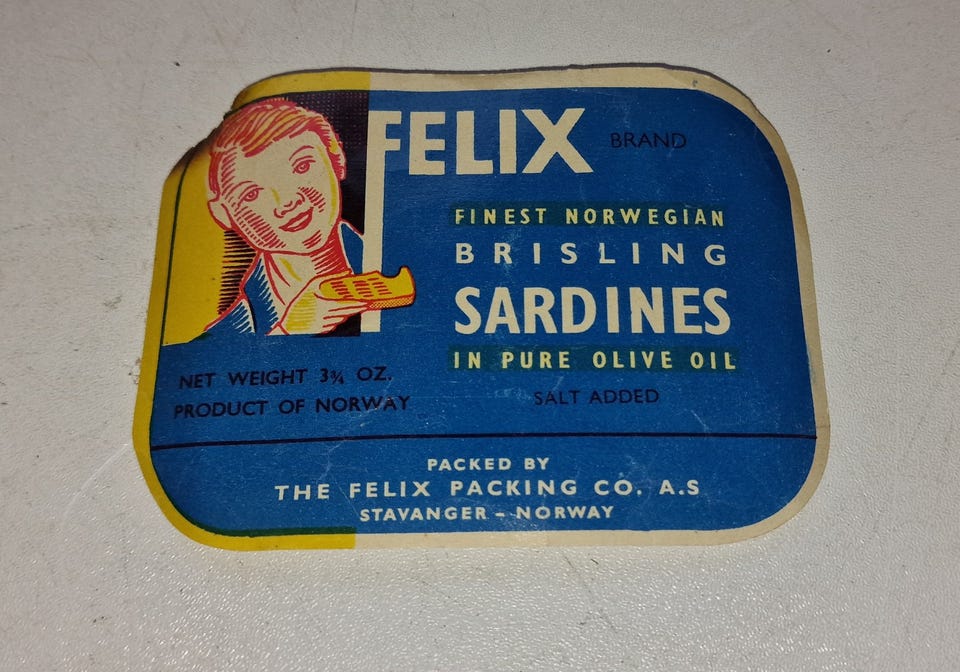 FELIX BRAND
FINEST NORWEGIAN
BRISLING
SARDINES
IN PURE OLIVE OIL
SALT ADDED
NET WEIGHT 3¾ OZ.
PRODUCT OF NORWAY
PACKED BY
THE FELIX PACKING CO. A.S
STAVANGER – NORWAY